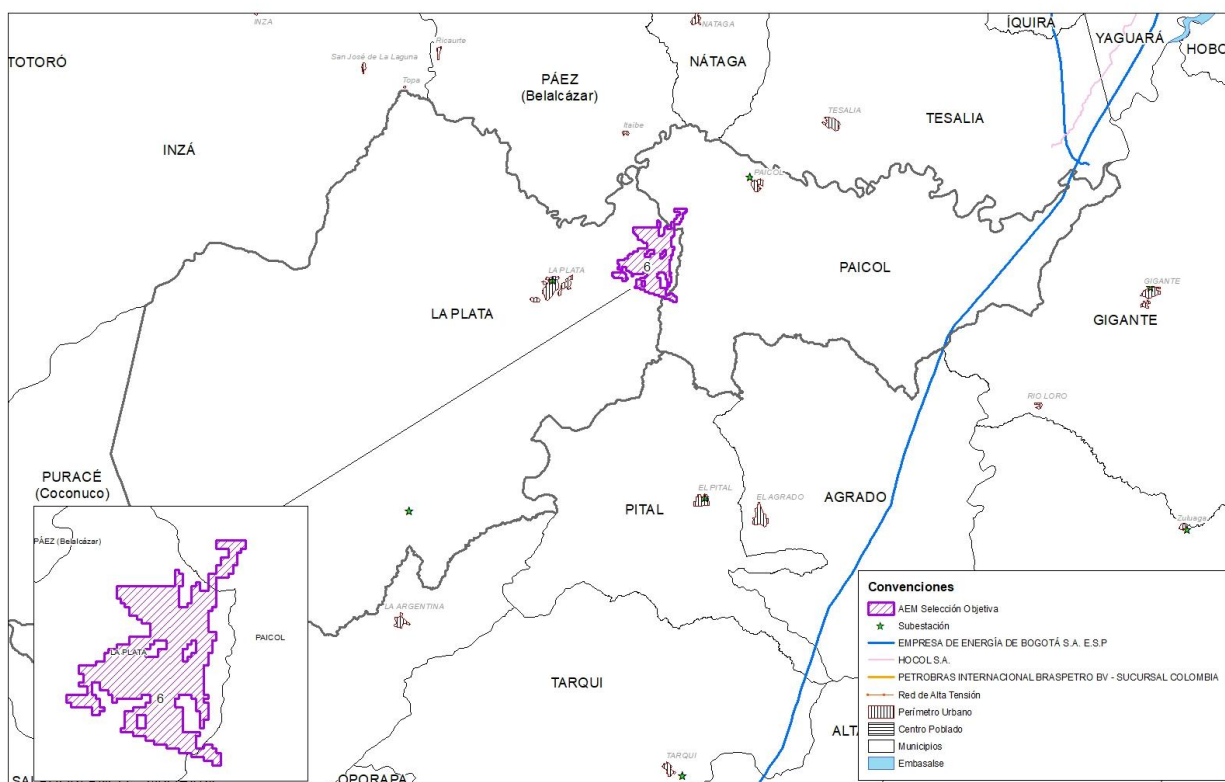 INZA
NATAGA
ÍQUIRA
YAGUARÁ
HOBO
TOTORÓ
San José de La Laguna
Ricaurte
Topa
PÁEZ
(Belalcázar)
NÁTAGA
TESALIA
TESALIA
Itaibe
INZÁ
PAICOL
6
PAICOL
LA PLATA
LA PLATA
GIGANTE
GIGANTE
RIO LORO
PURACÉ
(Coconuco)
EL PITAL
EL AGRADO
PITAL
AGRADO
Zuluaga
PÁEZ (Belalcázar)
LA PLATA
PAICOL
6
LA ARGENTINA
TARQUI
TARQUI
OPORAPA
ALTA
Convenciones
AEM Selección Objetiva
Subestación
EMPRESA DE ENERGÍA DE BOGOTÁ S.A. E.S.P
HOCOL S.A.
PETROBRAS INTERNACIONAL BRASPETRO BV - SUCURSAL COLOMBIA
Red de Alta Tensión
Perímetro Urbano
Centro Poblado
Municipios
Embasalse